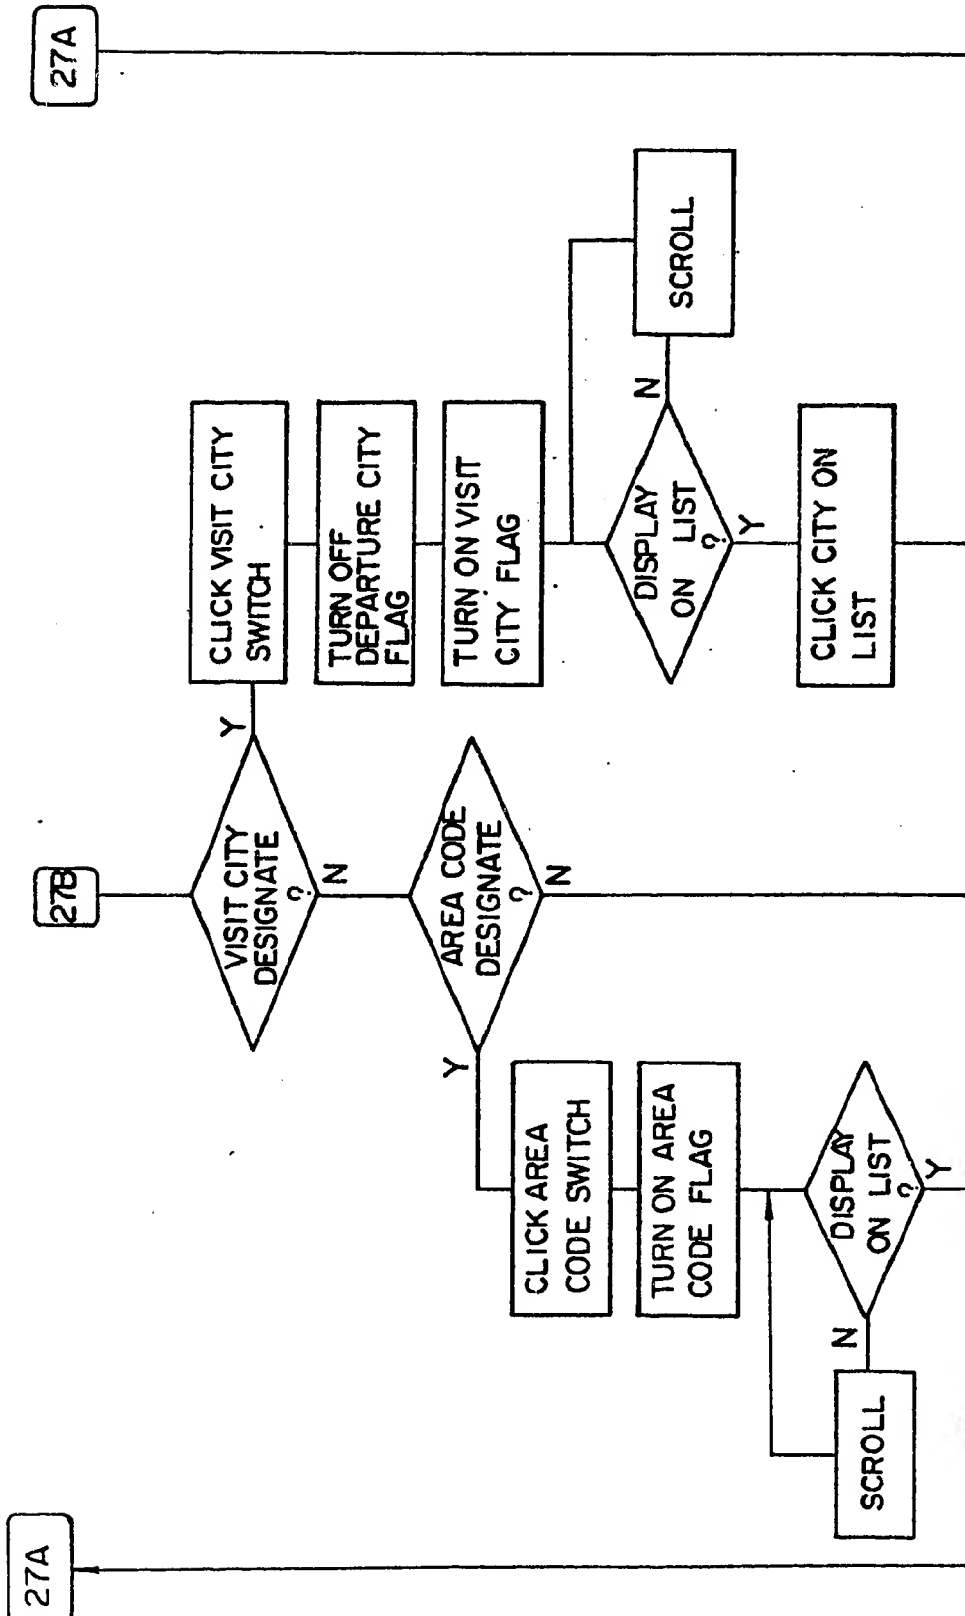 27A
27B
27A
VISIT CITY
DESIGNATE
?
Y
N
CLICK VISIT CITY
SWITCH
TURN OFF
DEPARTURE CITY
FLAG
TURN ON VISIT
CITY FLAG
DISPLAY
ON LIST
?
N
Y
SCROLL
CLICK CITY ON
LIST
AREA CODE
DESIGNATE
?
Y
N
CLICK AREA
CODE SWITCH
TURN ON AREA
CODE FLAG
DISPLAY
ON LIST
?
N
Y
SCROLL